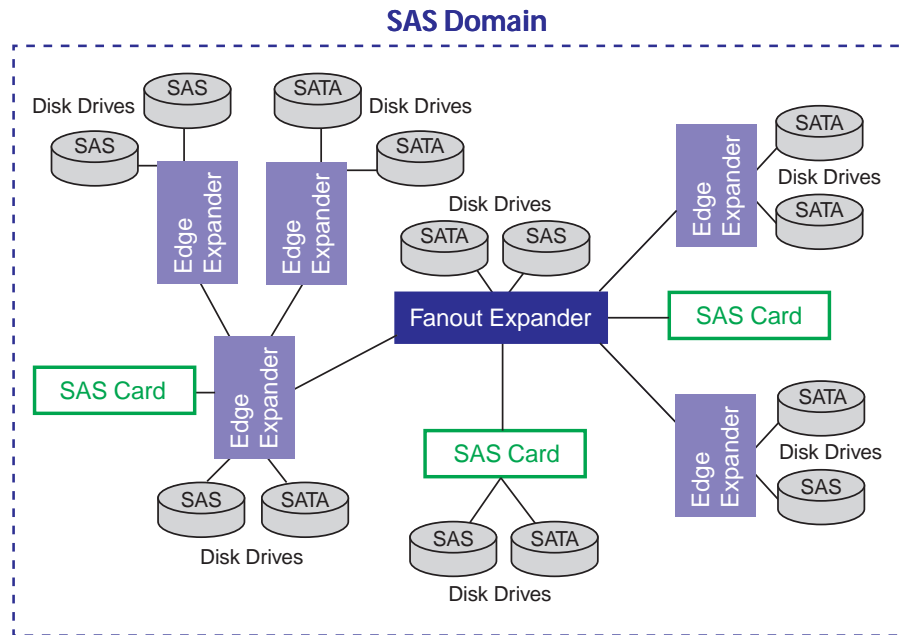 SAS Domain
SAS
SATA
Disk Drives
Disk Drives
SAS
SATA
Edge
Expander
Edge
Expander
SATA
Disk Drives
SATA
Edge
Expander
Disk Drives
SATA
SAS
Fanout Expander
SAS Card
SAS Card
Edge
Expander
SAS
SATA
Disk Drives
SAS Card
SAS
SATA
Disk Drives
Edge
Expander
SATA
Disk Drives
SAS